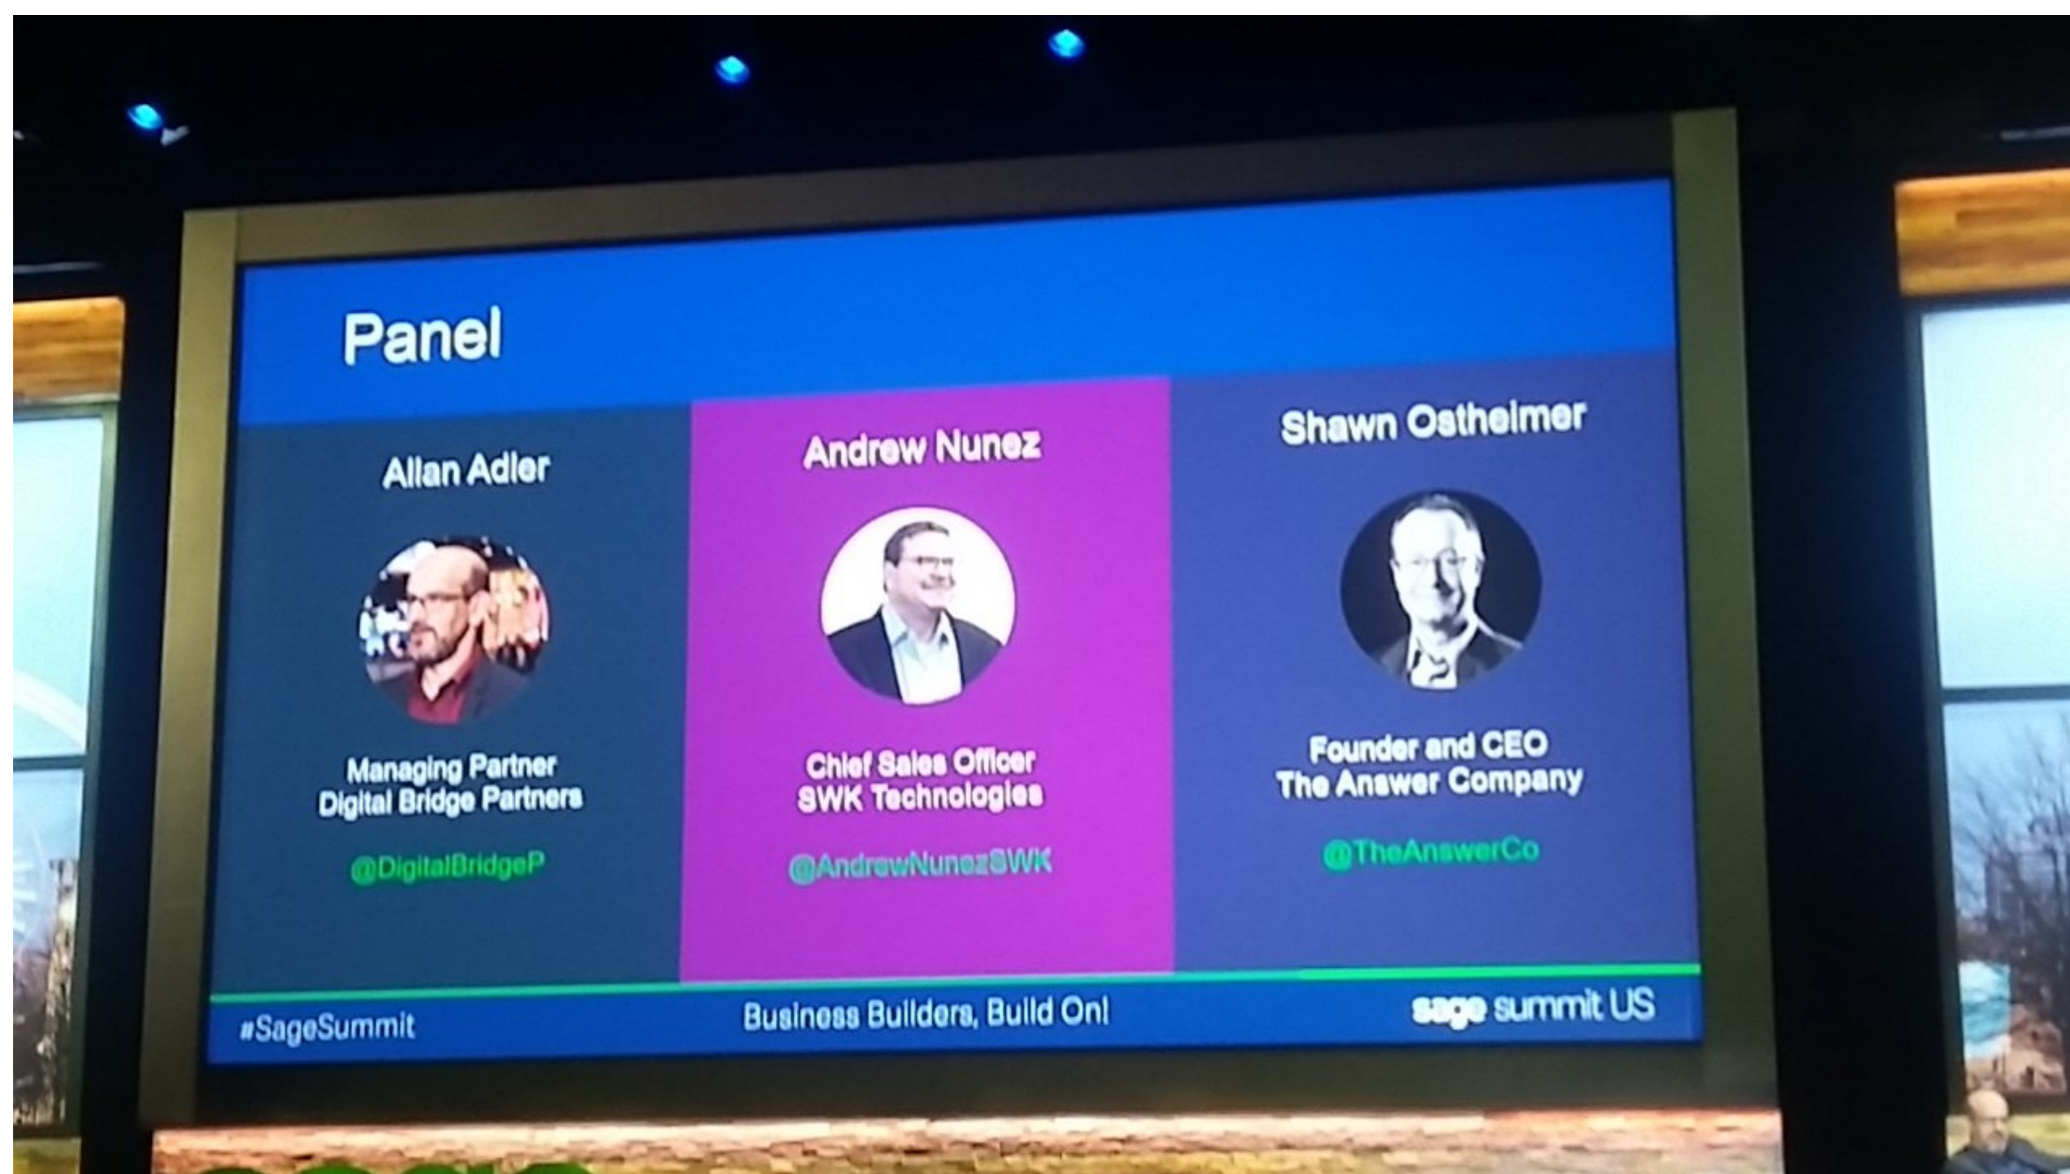 Panel
Allan Adler
Managing Partner
Digital Bridge Partners
@DigitalBridgeP
Andrew Nunez
Chief Sales Officer
SWK Technologies
@AndrewNunezSWK
Shawn Ostheimer
Founder and CEO
The Answer Company
@TheAnswerCo
#SageSummit
Business Builders, Build On!
sage summit US